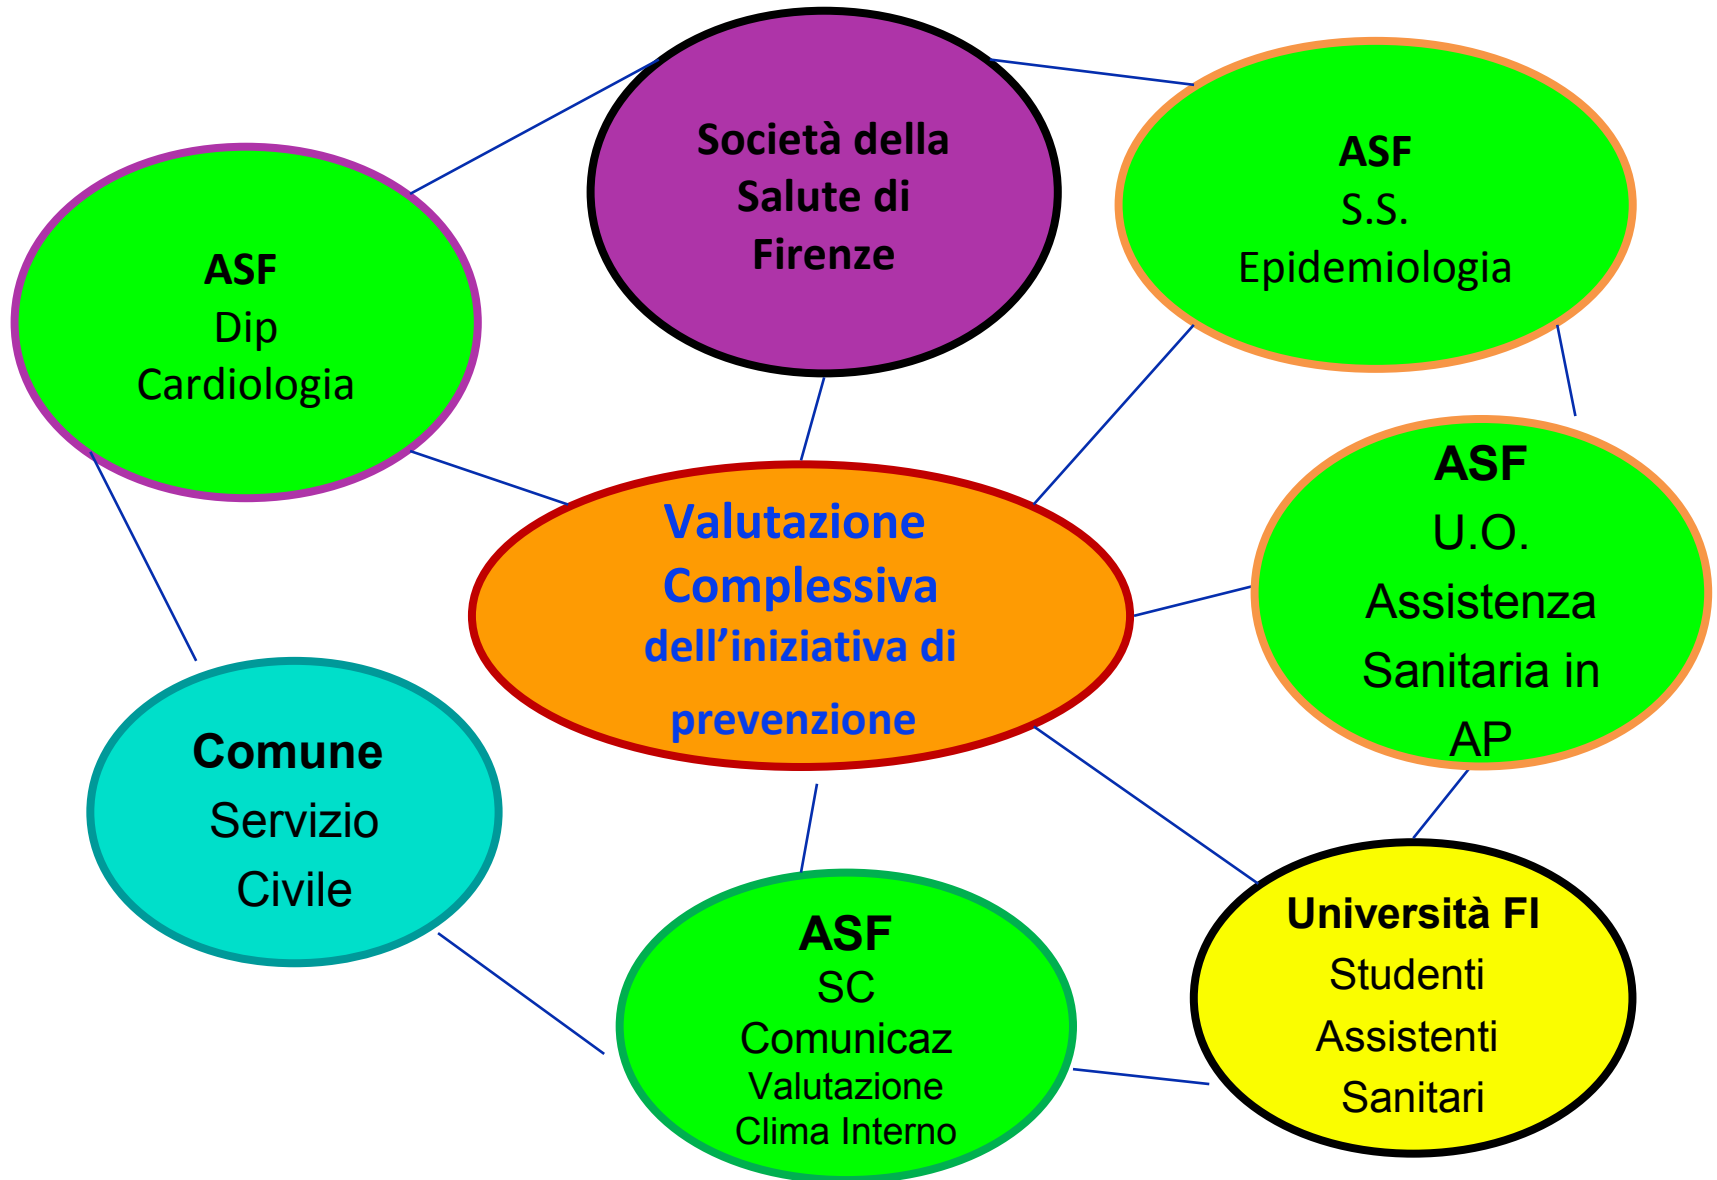 Società della
Salute di
Firenze
ASF
S.S.
Epidemiologia
ASF
Dip
Cardiologia
ASF
U.O.
Assistenza
Sanitaria in
AP
Valutazione
Complessiva
dell’iniziativa di
prevenzione
Comune
Servizio
Civile
ASF
SC
Comunicaz
Valutazione
Clima Interno
Università FI
Studenti
Assistenti
Sanitari